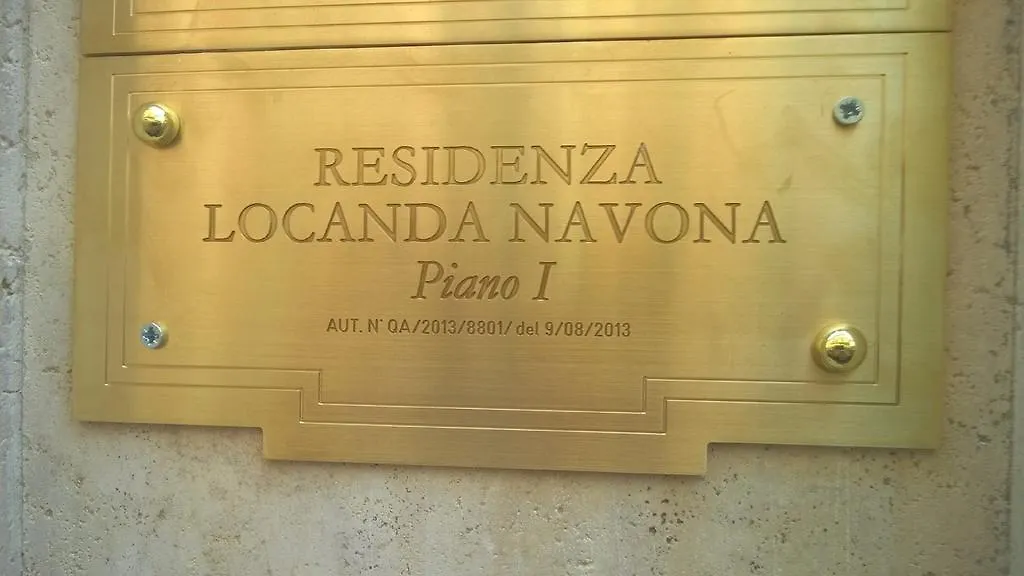 RESIDENZA
LOCANDA NAVONA
Piano I
AUT. N° QA/2013/8801/ del 9/08/2013